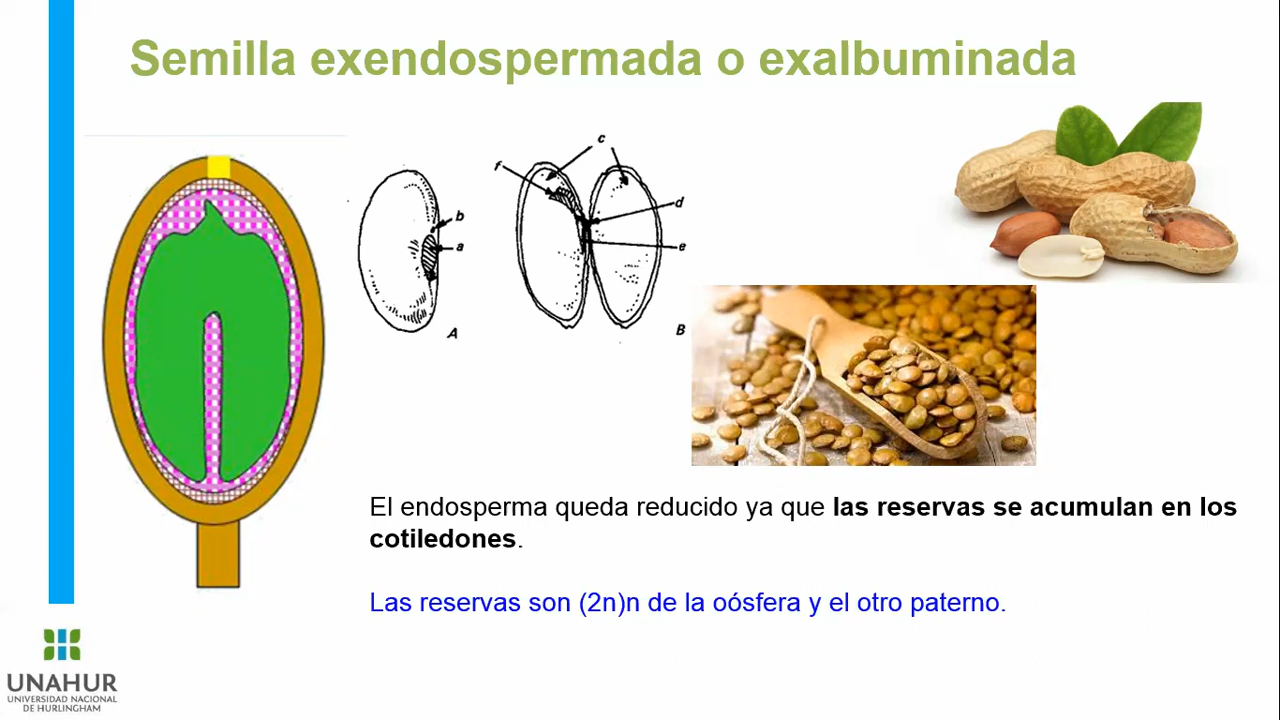 Semilla exendospermada o exalbuminada
c
f
b
a
d
e
A
B
El endosperma queda reducido ya que las reservas se acumulan en los
cotiledones.
Las reservas son (2n)n de la oósfera y el otro paterno.
UNAHUR
UNIVERSIDAD NACIONAL
DE HURLINGHAM